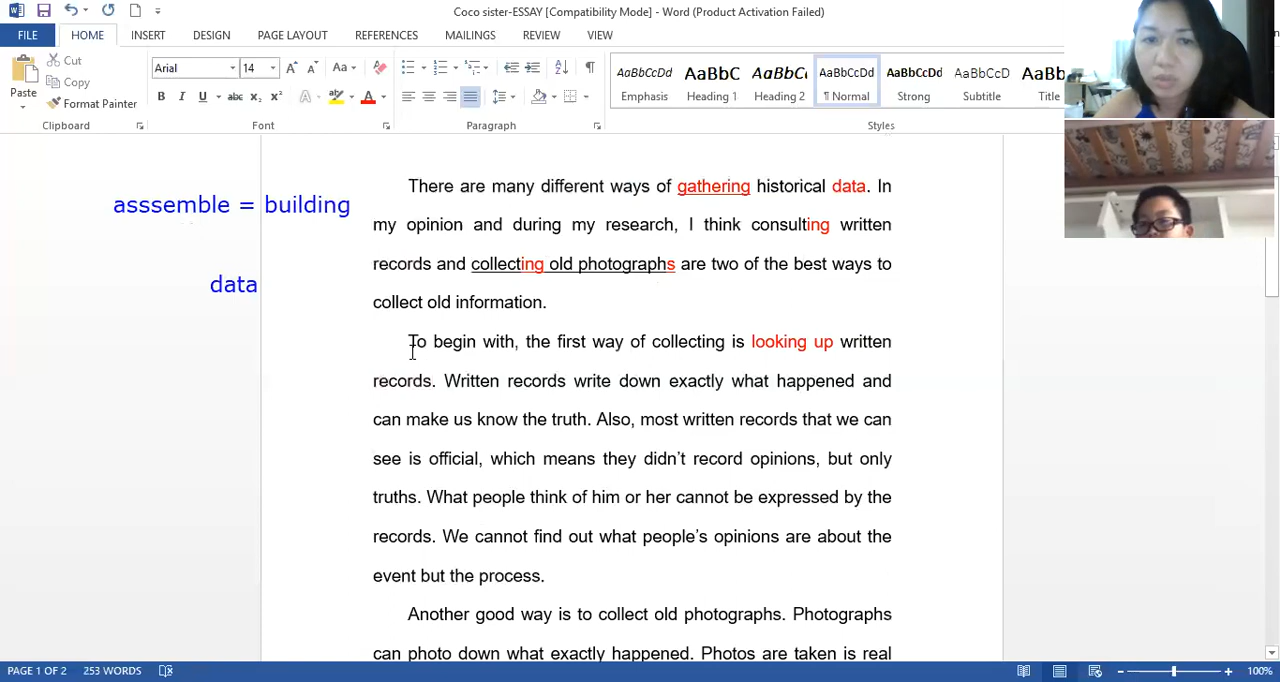 Coco sister-ESSAY [Compatibility Mode] - Word (Product Activation Failed)
FILE HOME INSERT DESIGN PAGE LAYOUT REFERENCES MAILINGS REVIEW VIEW
Paste
Cut
Copy
Format Painter
Clipboard
Arial 14
Aa
B I U abc X₂ X² A A
Font
Paragraph
AaBbCcDd AaBbC AaBbC AaBbCcDd AaBbCcDd AaBbCcD AaBb
Emphasis Heading 1 Heading 2 ¶ Normal Strong Subtitle Title
Styles
asssemble = building
data
There are many different ways of gathering historical data. In
my opinion and during my research, I think consulting written
records and collecting old photographs are two of the best ways to
collect old information.
To begin with, the first way of collecting is looking up written
records. Written records write down exactly what happened and
can make us know the truth. Also, most written records that we can
see is official, which means they didn't record opinions, but only
truths. What people think of him or her cannot be expressed by the
records. We cannot find out what people's opinions are about the
event but the process.
Another good way is to collect old photographs. Photographs
can photo down what exactly happened. Photos are taken is real
PAGE 1 OF 2 253 WORDS 100%